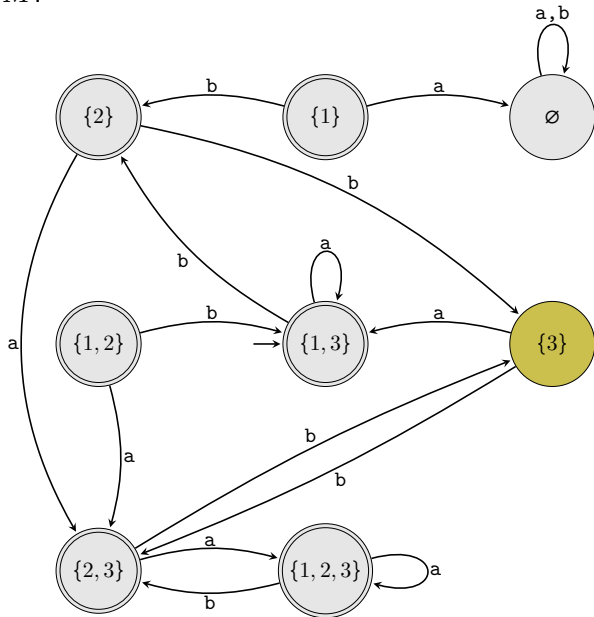 M.
a,b
b
a
{2}
{1}
∅
b
a
b
b
a
a
{1, 2}
{1, 3}
{3}
a
b
b
a
{2, 3}
{1, 2, 3}
a
b